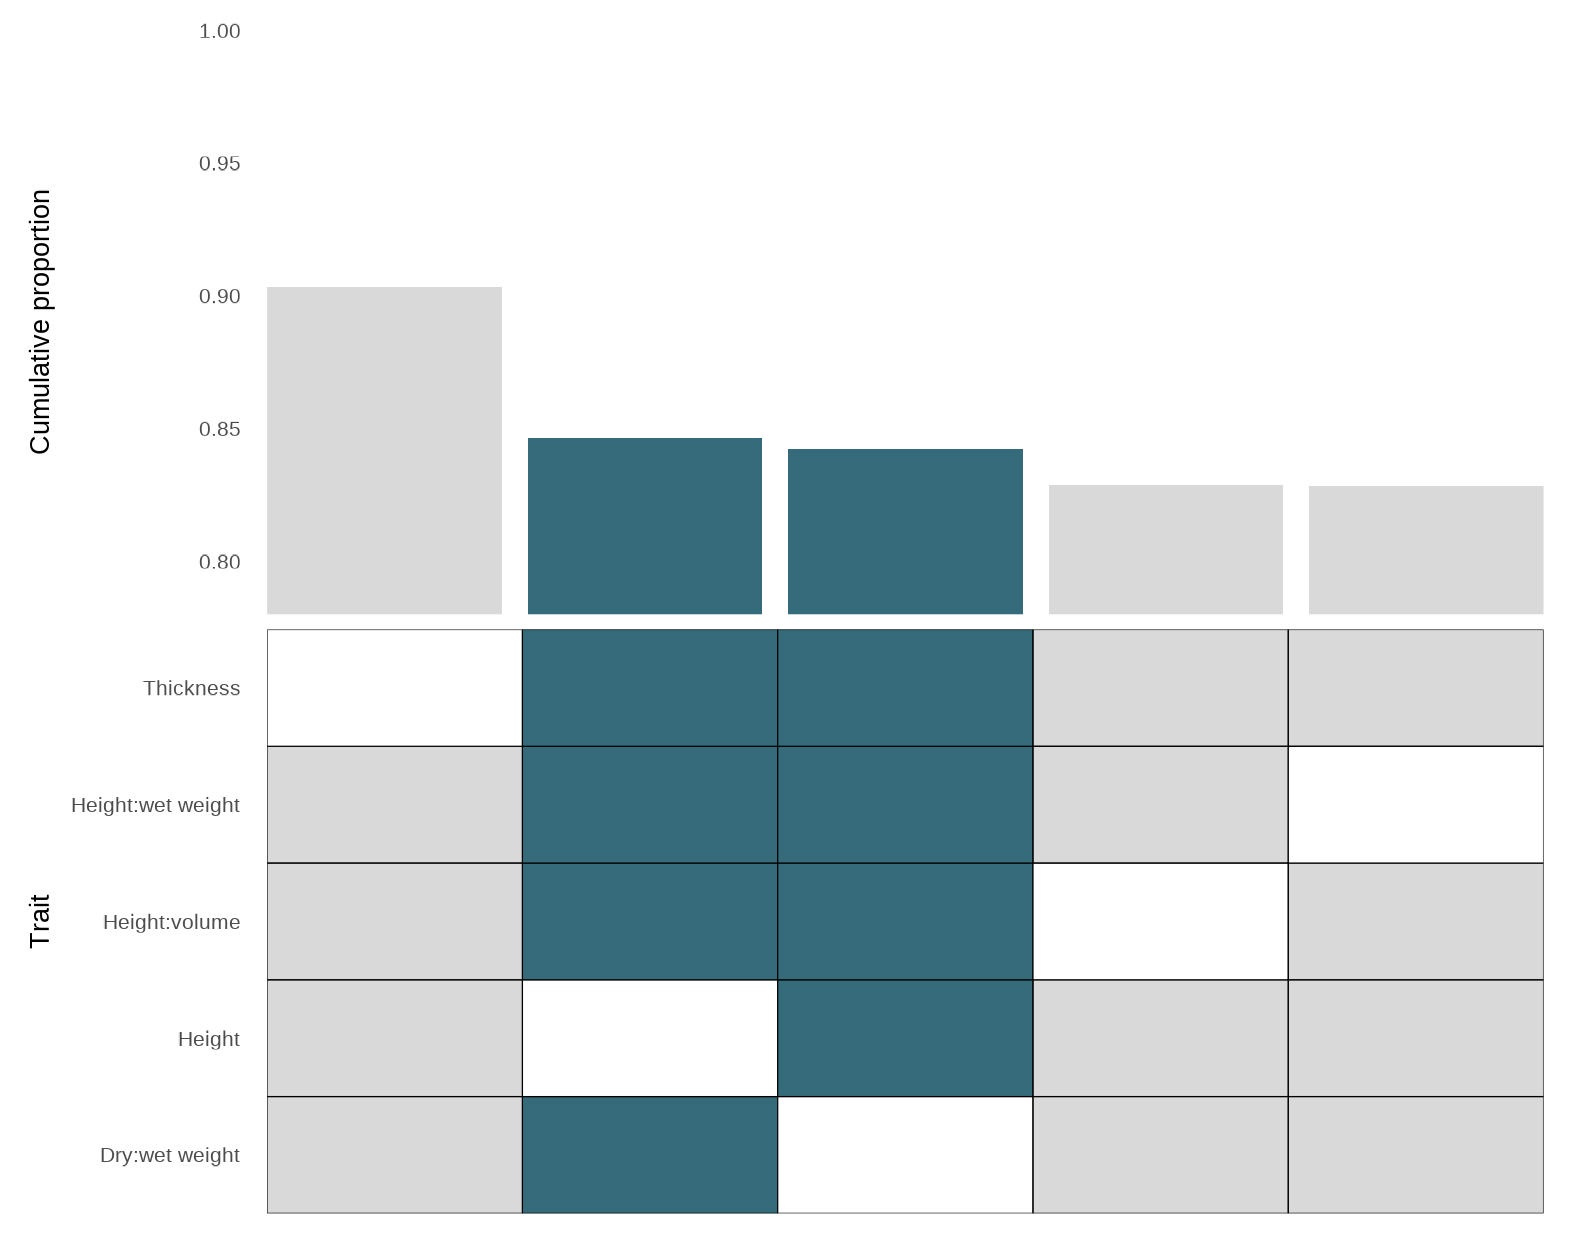 1.00
0.95
0.90
0.85
0.80
Cumulative proportion
Thickness
Height:wet weight
Height:volume
Height
Dry:wet weight
Trait